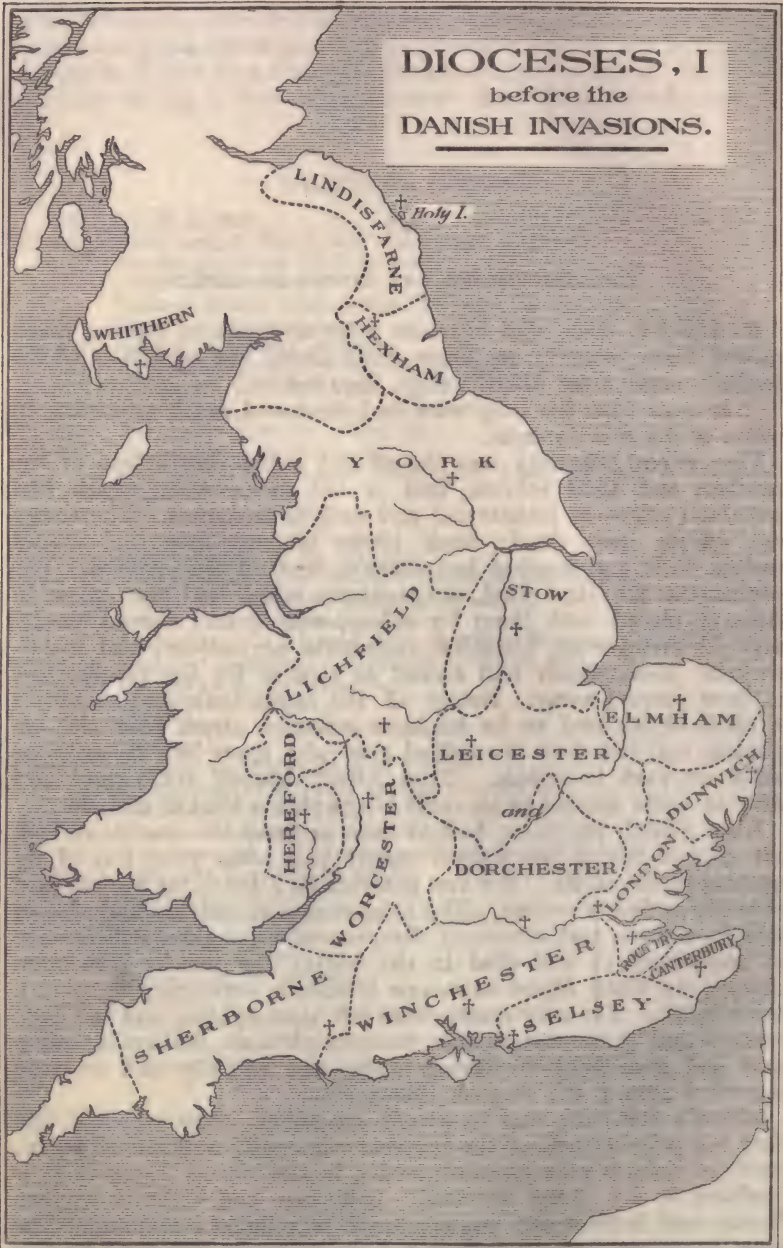 DIOCESES, I
before the
DANISH INVASIONS.
LINDISFARNE
Holy I.
WHITHERN
HEXHAM
YORK
STOW
LICHFIELD
ELMHAM
LEICESTER
HEREFORD
DUNWICH
and
WORCESTER
LONDON
DORCHESTER
CANTERBURY
WINCHESTER
SHERBORNE
SELSEY